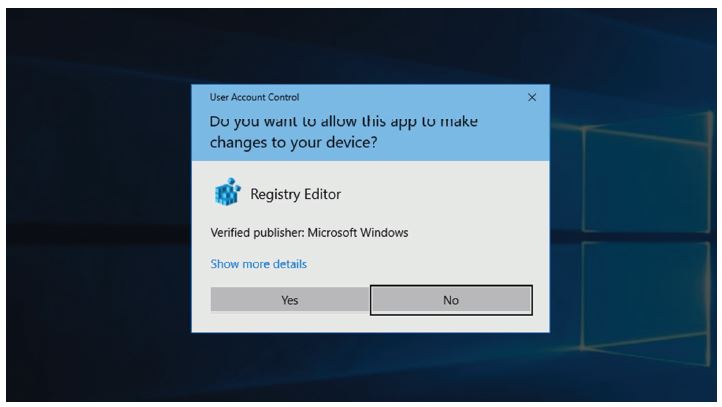 User Account Control
Do you want to allow this app to make
changes to your device?
Registry Editor
Verified publisher: Microsoft Windows
Show more details
Yes
No